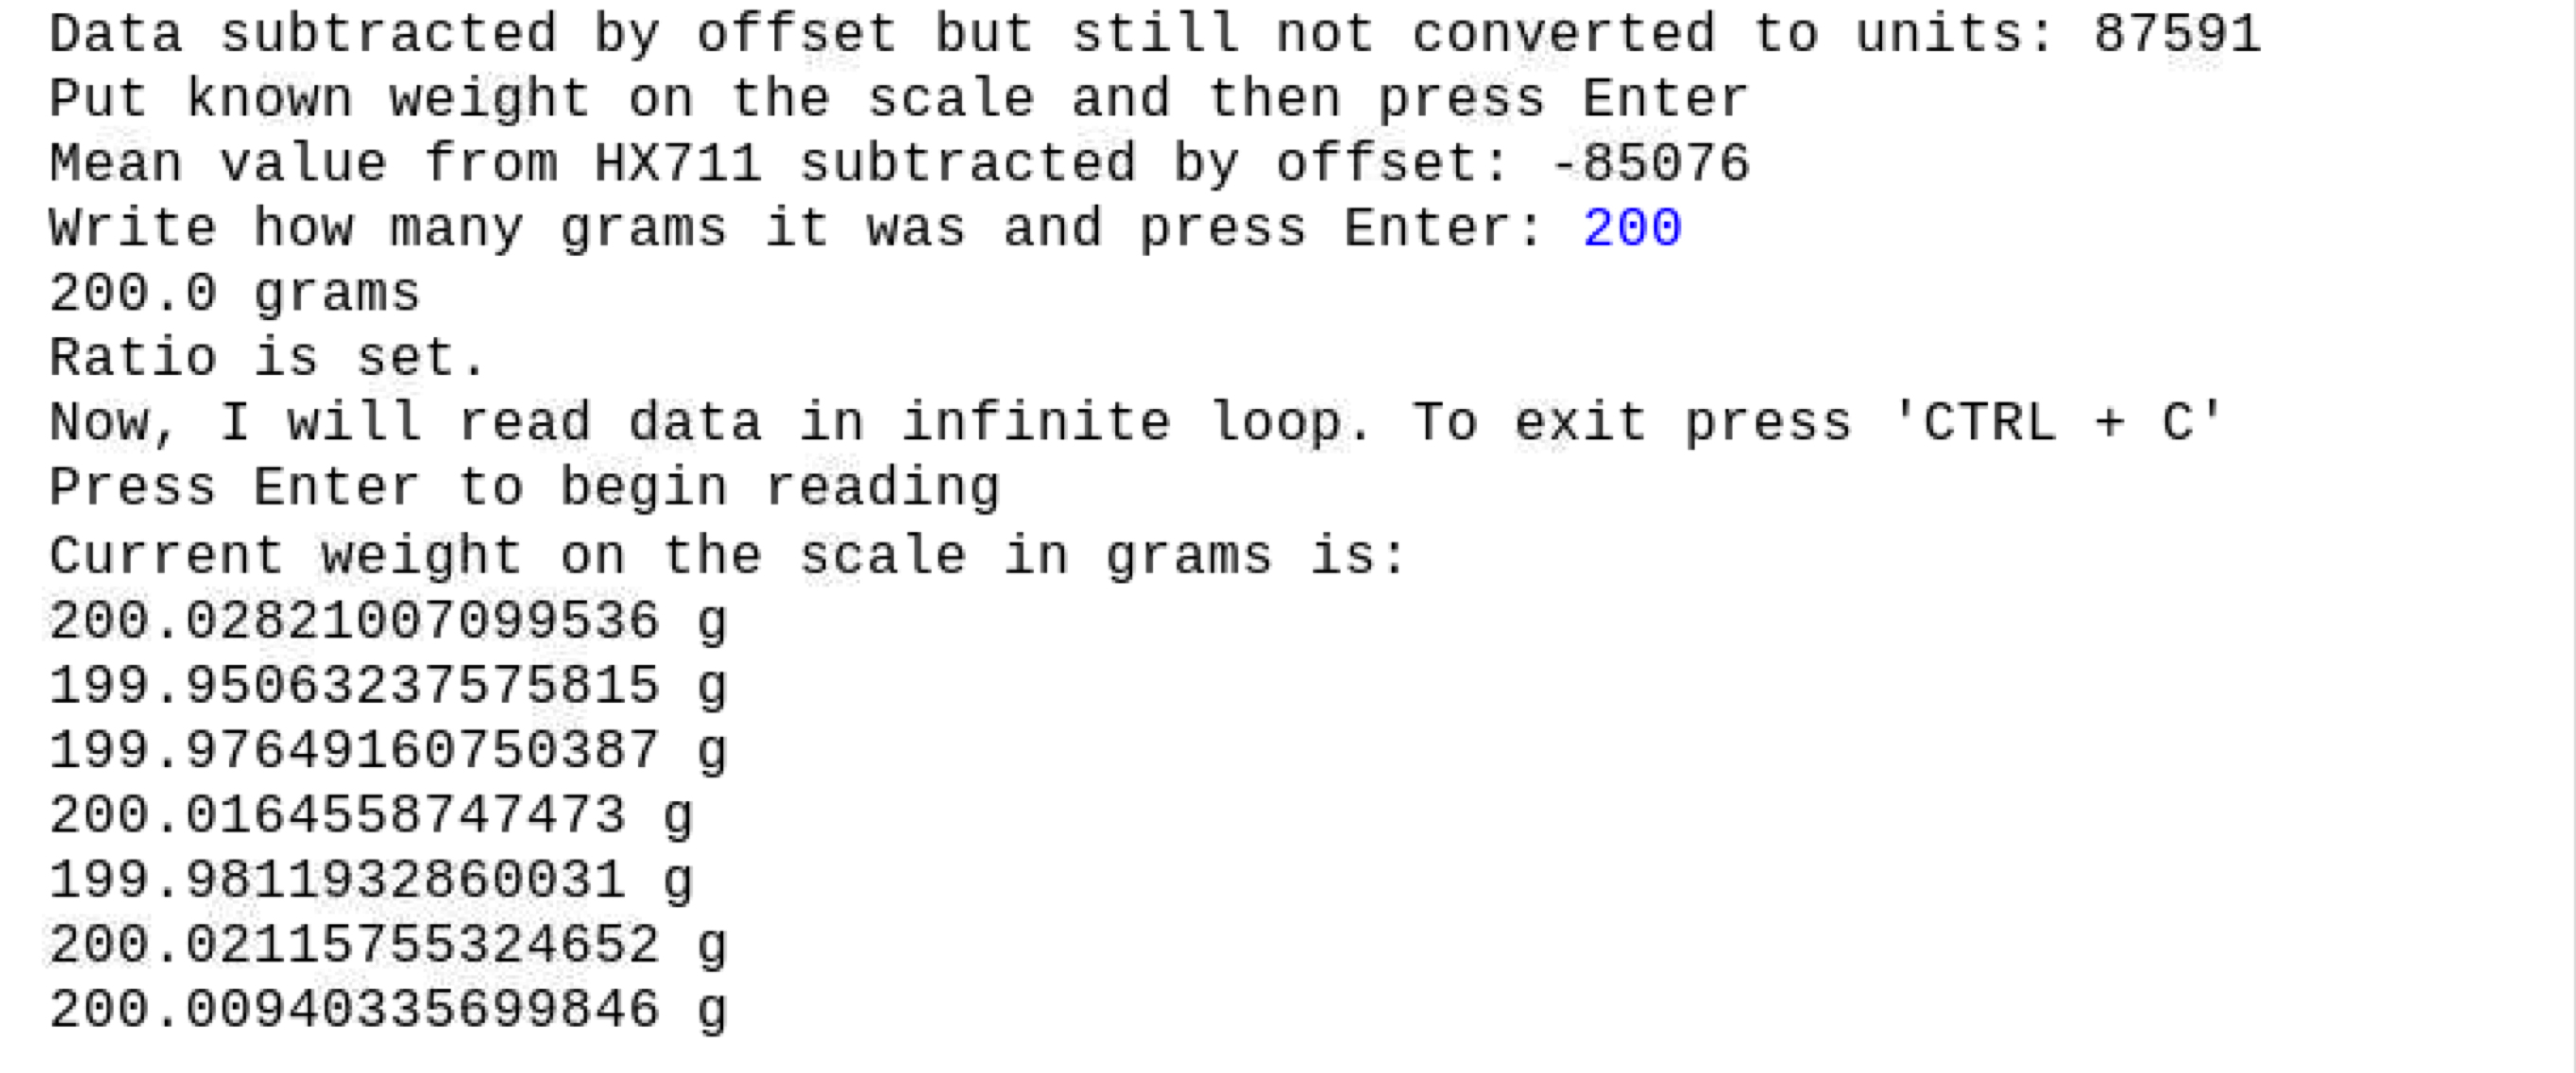 Data subtracted by offset but still not converted to units: 87591
Put known weight on the scale and then press Enter
Mean value from HX711 subtracted by offset: -85076
Write how many grams it was and press Enter: 200
200.0 grams
Ratio is set.
Now, I will read data in infinite loop. To exit press 'CTRL + C'
Press Enter to begin reading
Current weight on the scale in grams is:
200.02821007099536 g
199.95063237575815 g
199.97649160750387 g
200.0164558747473 g
199.9811932860031 g
200.02115755324652 g
200.00940335699846 g